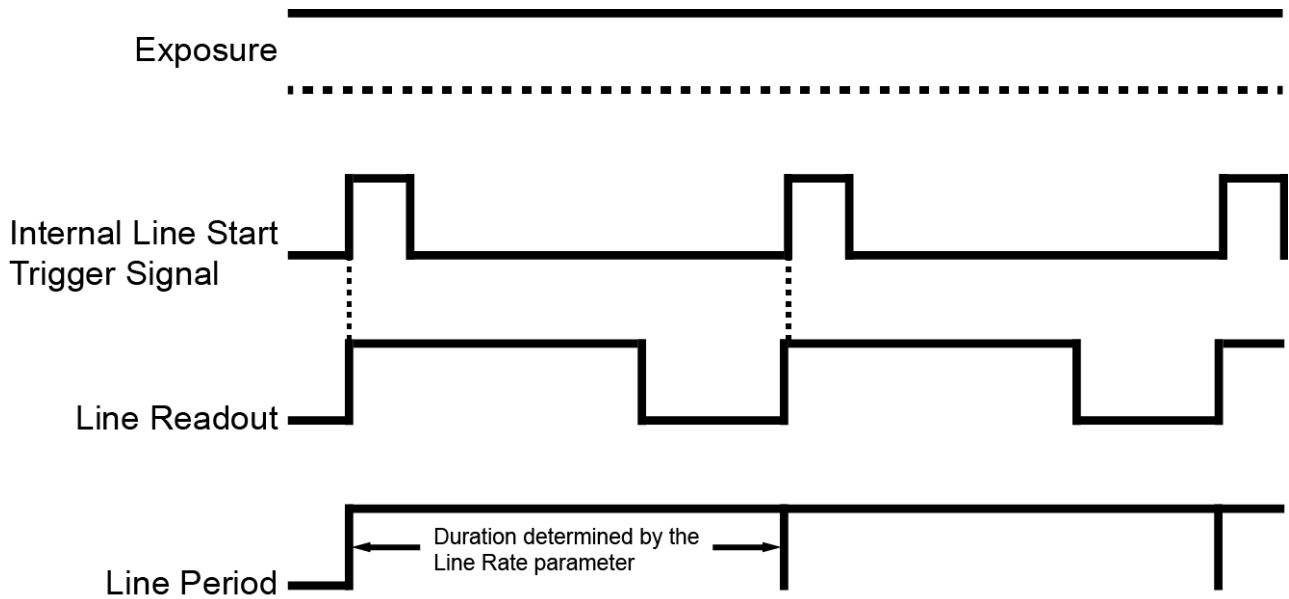 Exposure
Internal Line Start
Trigger Signal
Line Readout
Duration determined by the
Line Rate parameter
Line Period